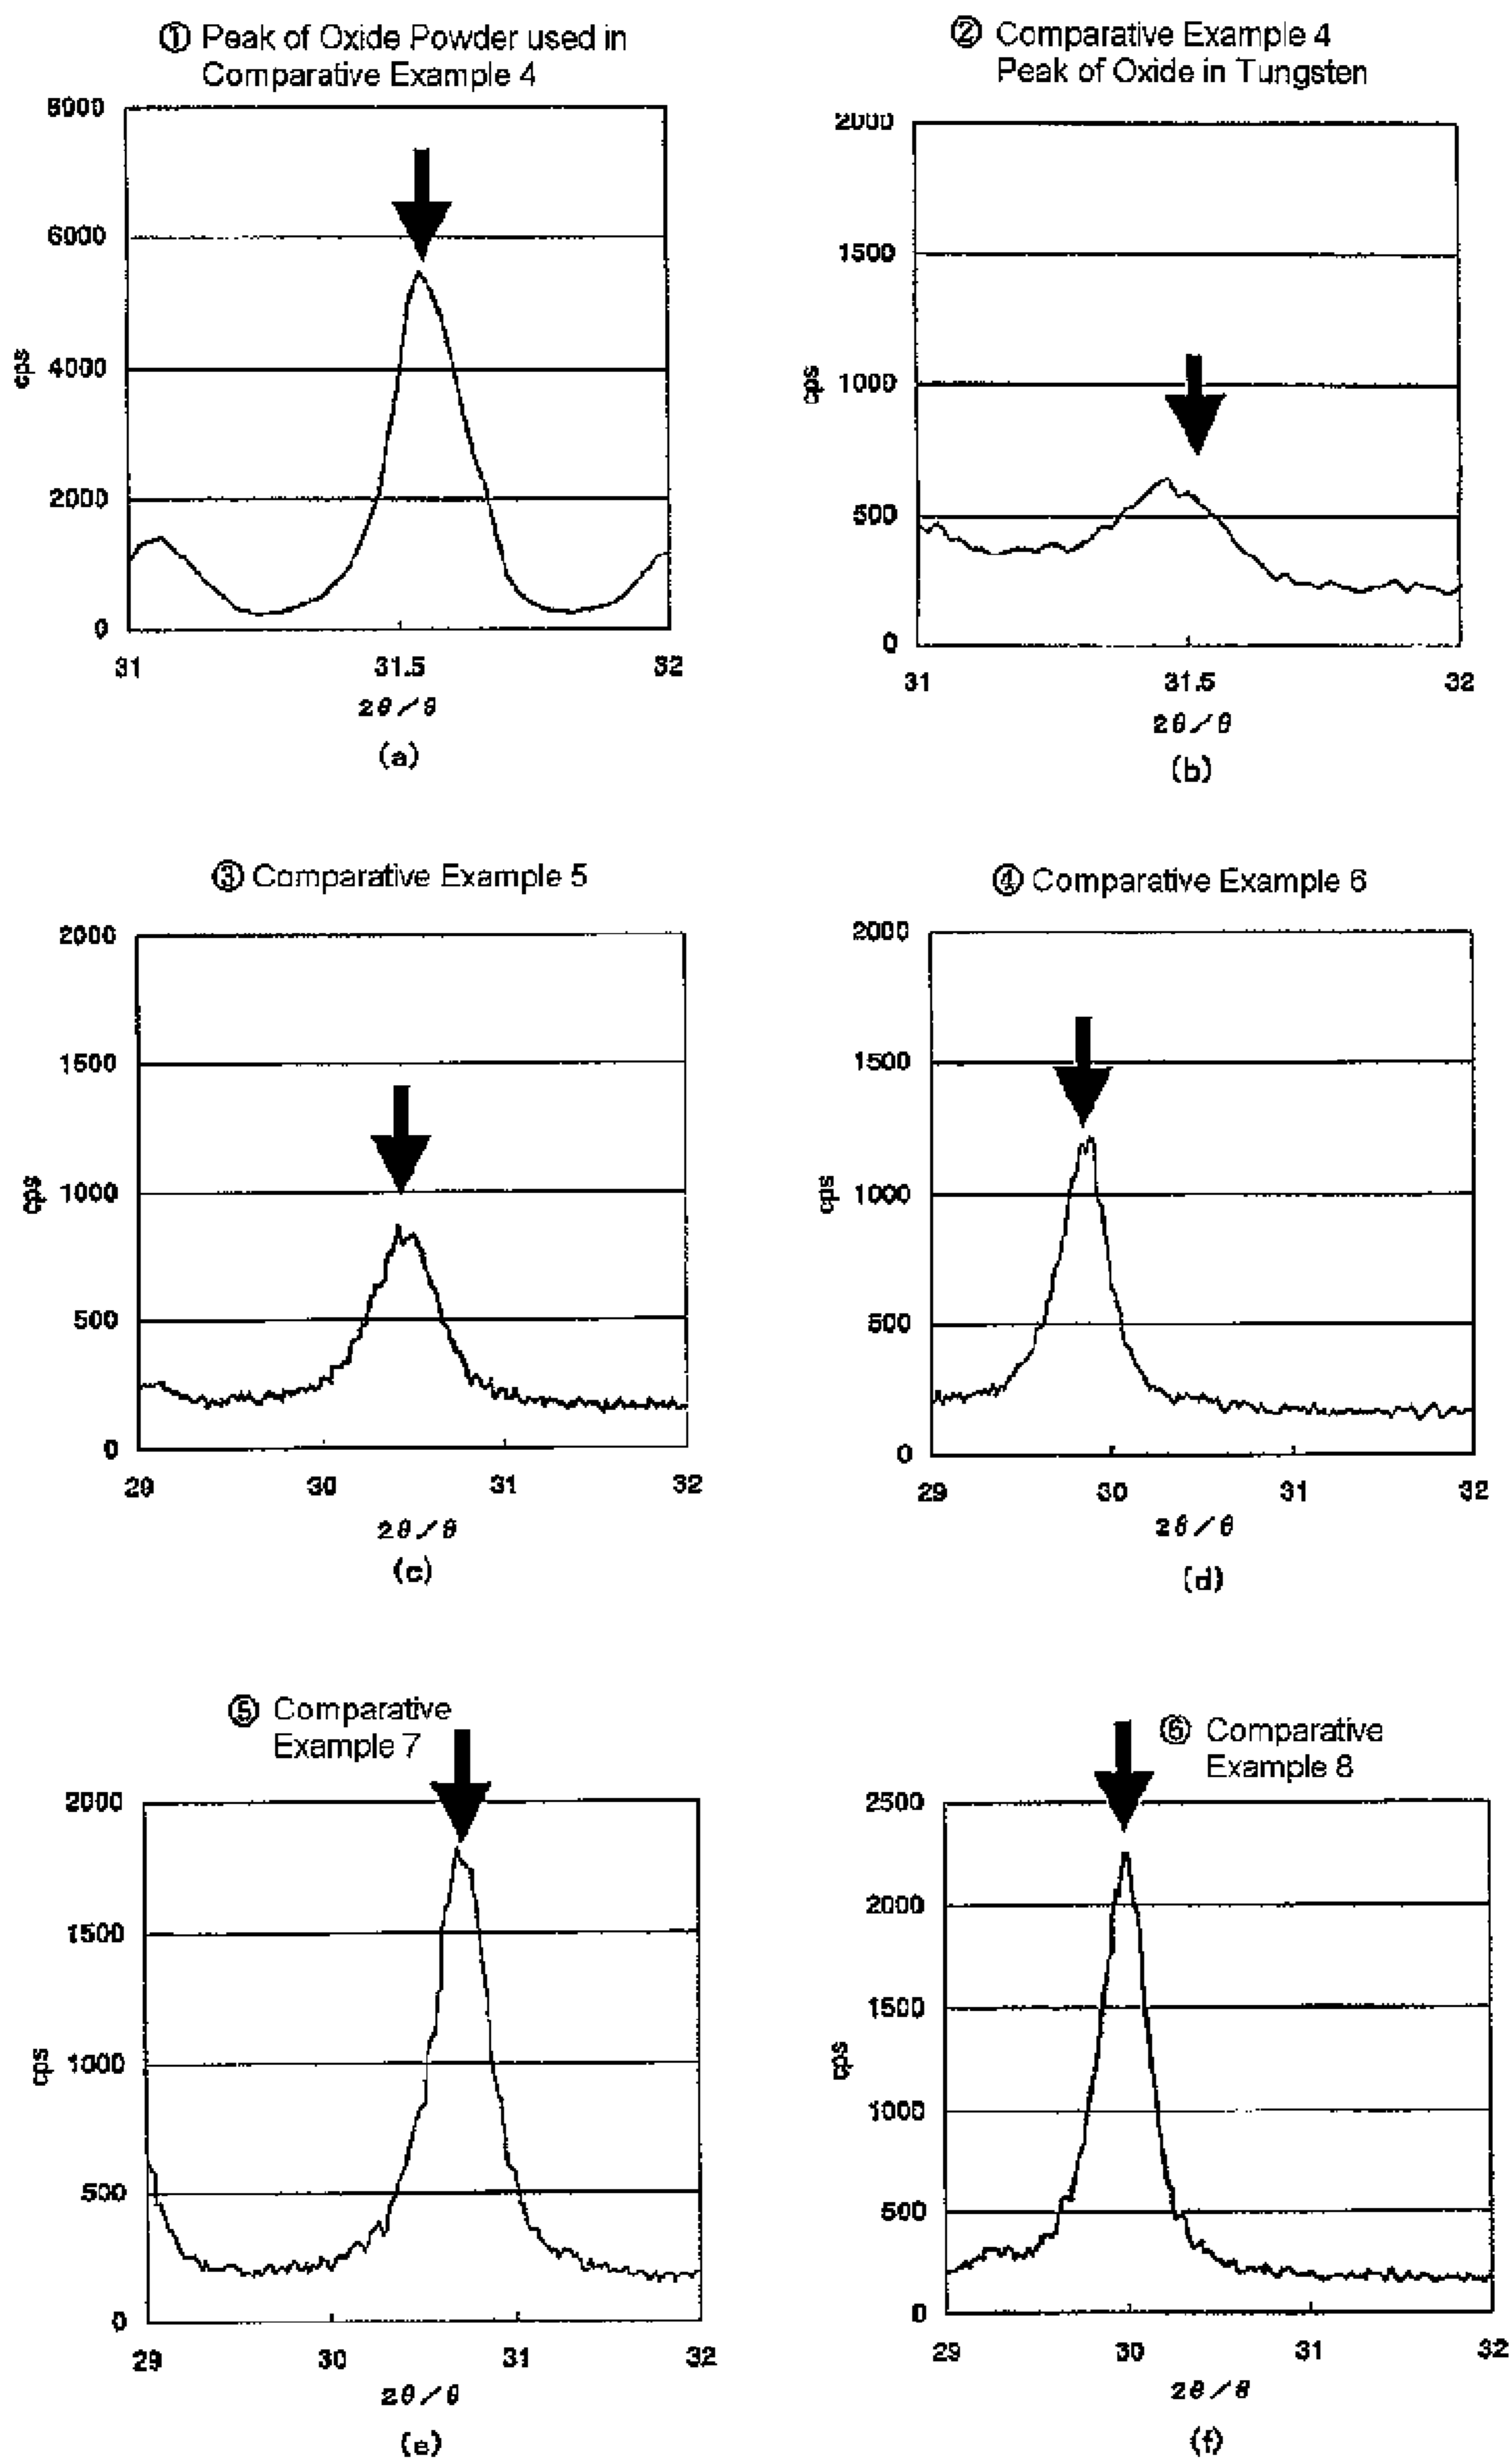 ① Peak of Oxide Powder used in
Comparative Example 4
8000
6000
4000
2000
0
cps
31
31.5
32
2θ/θ
(a)
② Comparative Example 4
Peak of Oxide in Tungsten
2000
1500
1000
500
0
cps
31
31.5
32
2θ/θ
(b)
③ Comparative Example 5
2000
1500
1000
500
0
cps
29
30
31
32
2θ/θ
(c)
④ Comparative Example 6
2000
1500
1000
500
0
cps
29
30
31
32
2θ/θ
(d)
⑤ Comparative
Example 7
2000
1500
1000
500
0
cps
29
30
31
32
2θ/θ
(e)
⑥ Comparative
Example 8
2500
2000
1500
1000
500
0
cps
29
30
31
32
2θ/θ
(f)